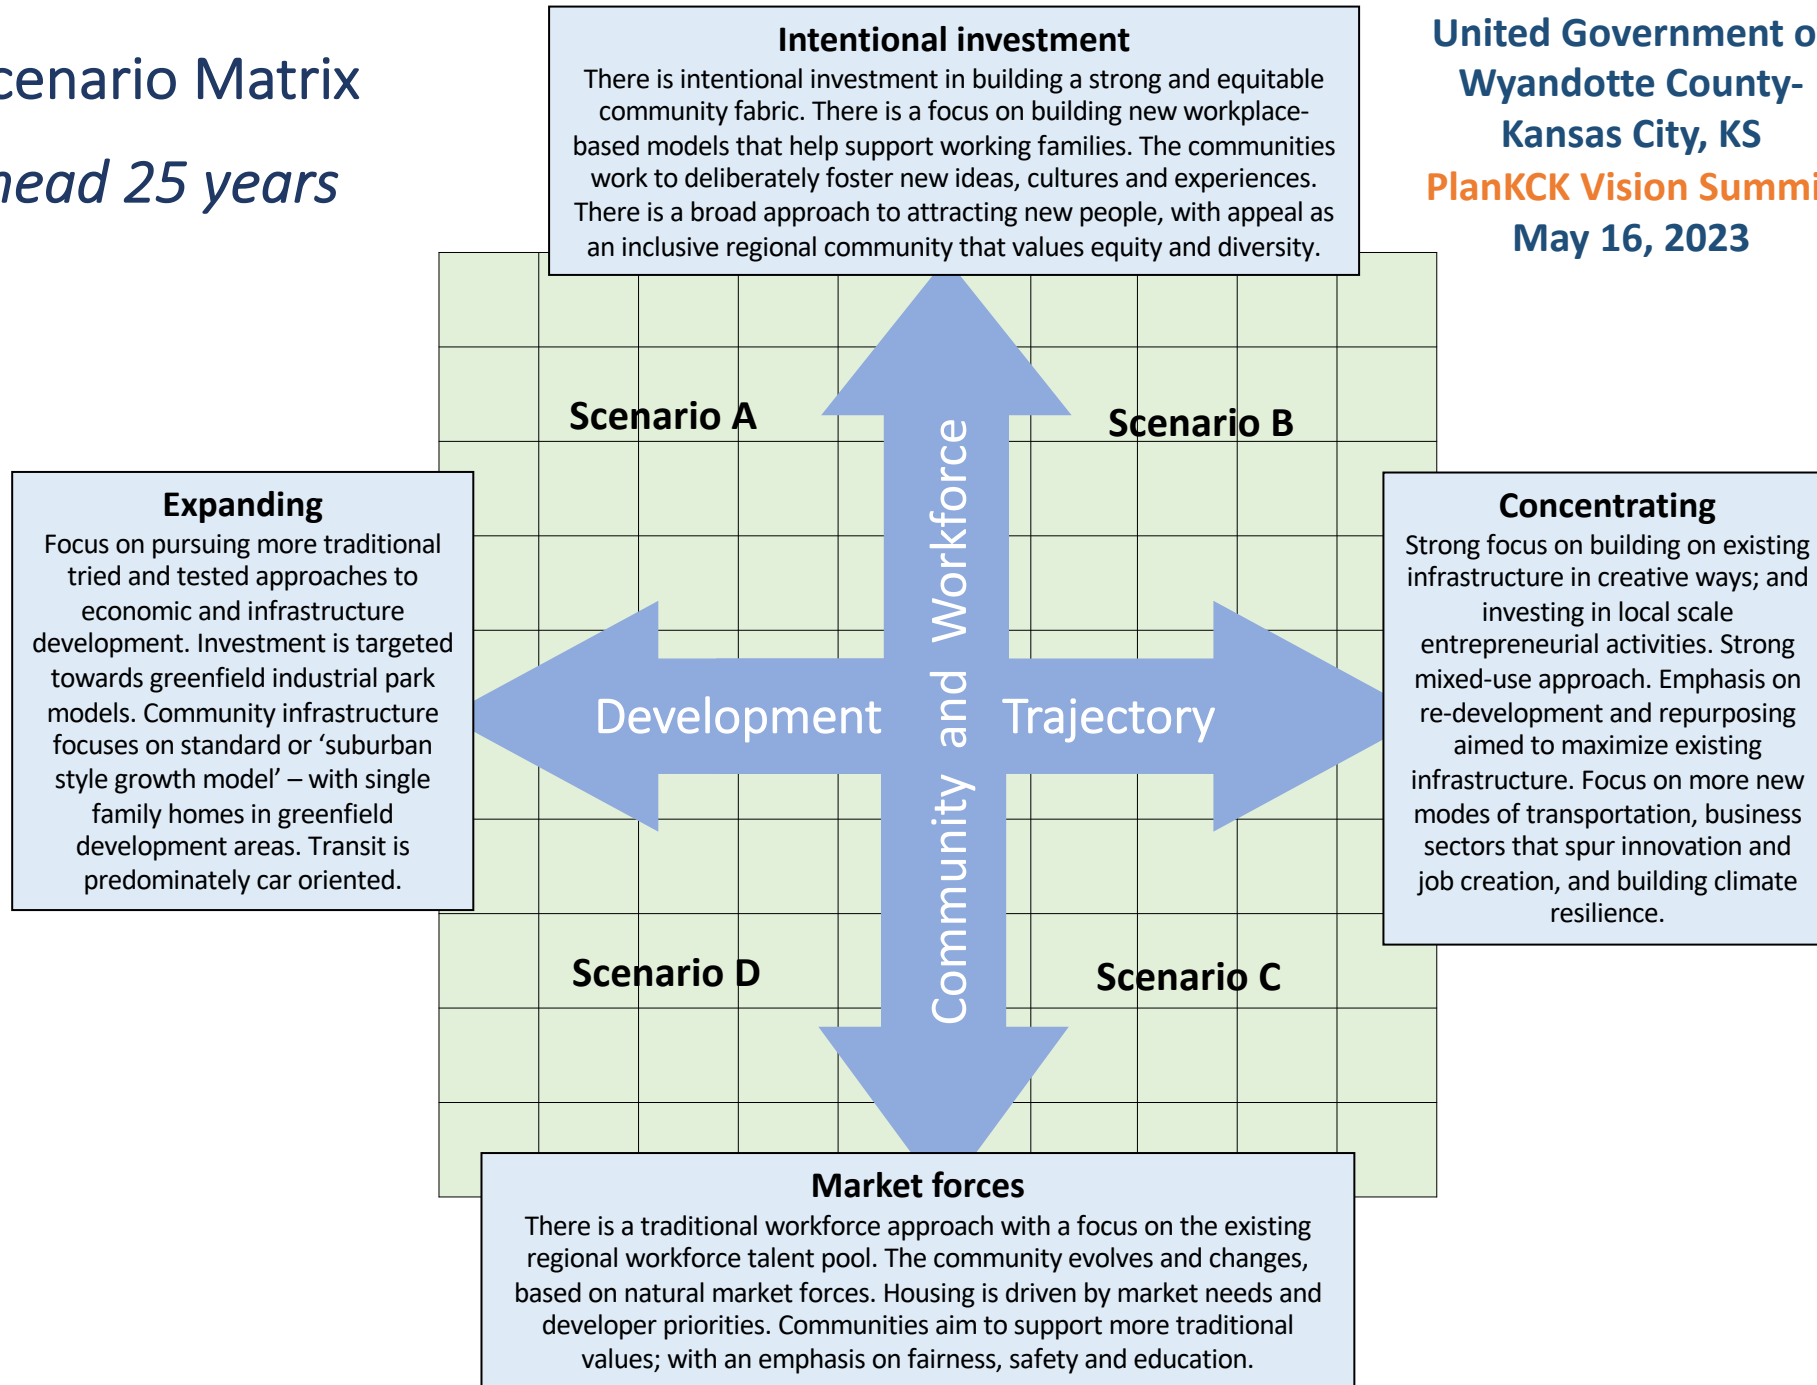 cenario Matrix
head 25 years
United Government o
Wyandotte County-
Kansas City, KS
PlanKCK Vision Summi
May 16, 2023
Intentional investment
There is intentional investment in building a strong and equitable
community fabric. There is a focus on building new workplace-
based models that help support working families. The communities
work to deliberately foster new ideas, cultures and experiences.
There is a broad approach to attracting new people, with appeal as
an inclusive regional community that values equity and diversity.
Scenario A
Scenario B
Expanding
Focus on pursuing more traditional
tried and tested approaches to
economic and infrastructure
development. Investment is targeted
towards greenfield industrial park
models. Community infrastructure
focuses on standard or ‘suburban
style growth model’ – with single
family homes in greenfield
development areas. Transit is
predominately car oriented.
Development Trajectory
Community and Workforce
Concentrating
Strong focus on building on existing
infrastructure in creative ways; and
investing in local scale
entrepreneurial activities. Strong
mixed-use approach. Emphasis on
re-development and repurposing
aimed to maximize existing
infrastructure. Focus on more new
modes of transportation, business
sectors that spur innovation and
job creation, and building climate
resilience.
Scenario D
Scenario C
Market forces
There is a traditional workforce approach with a focus on the existing
regional workforce talent pool. The community evolves and changes,
based on natural market forces. Housing is driven by market needs and
developer priorities. Communities aim to support more traditional
values; with an emphasis on fairness, safety and education.